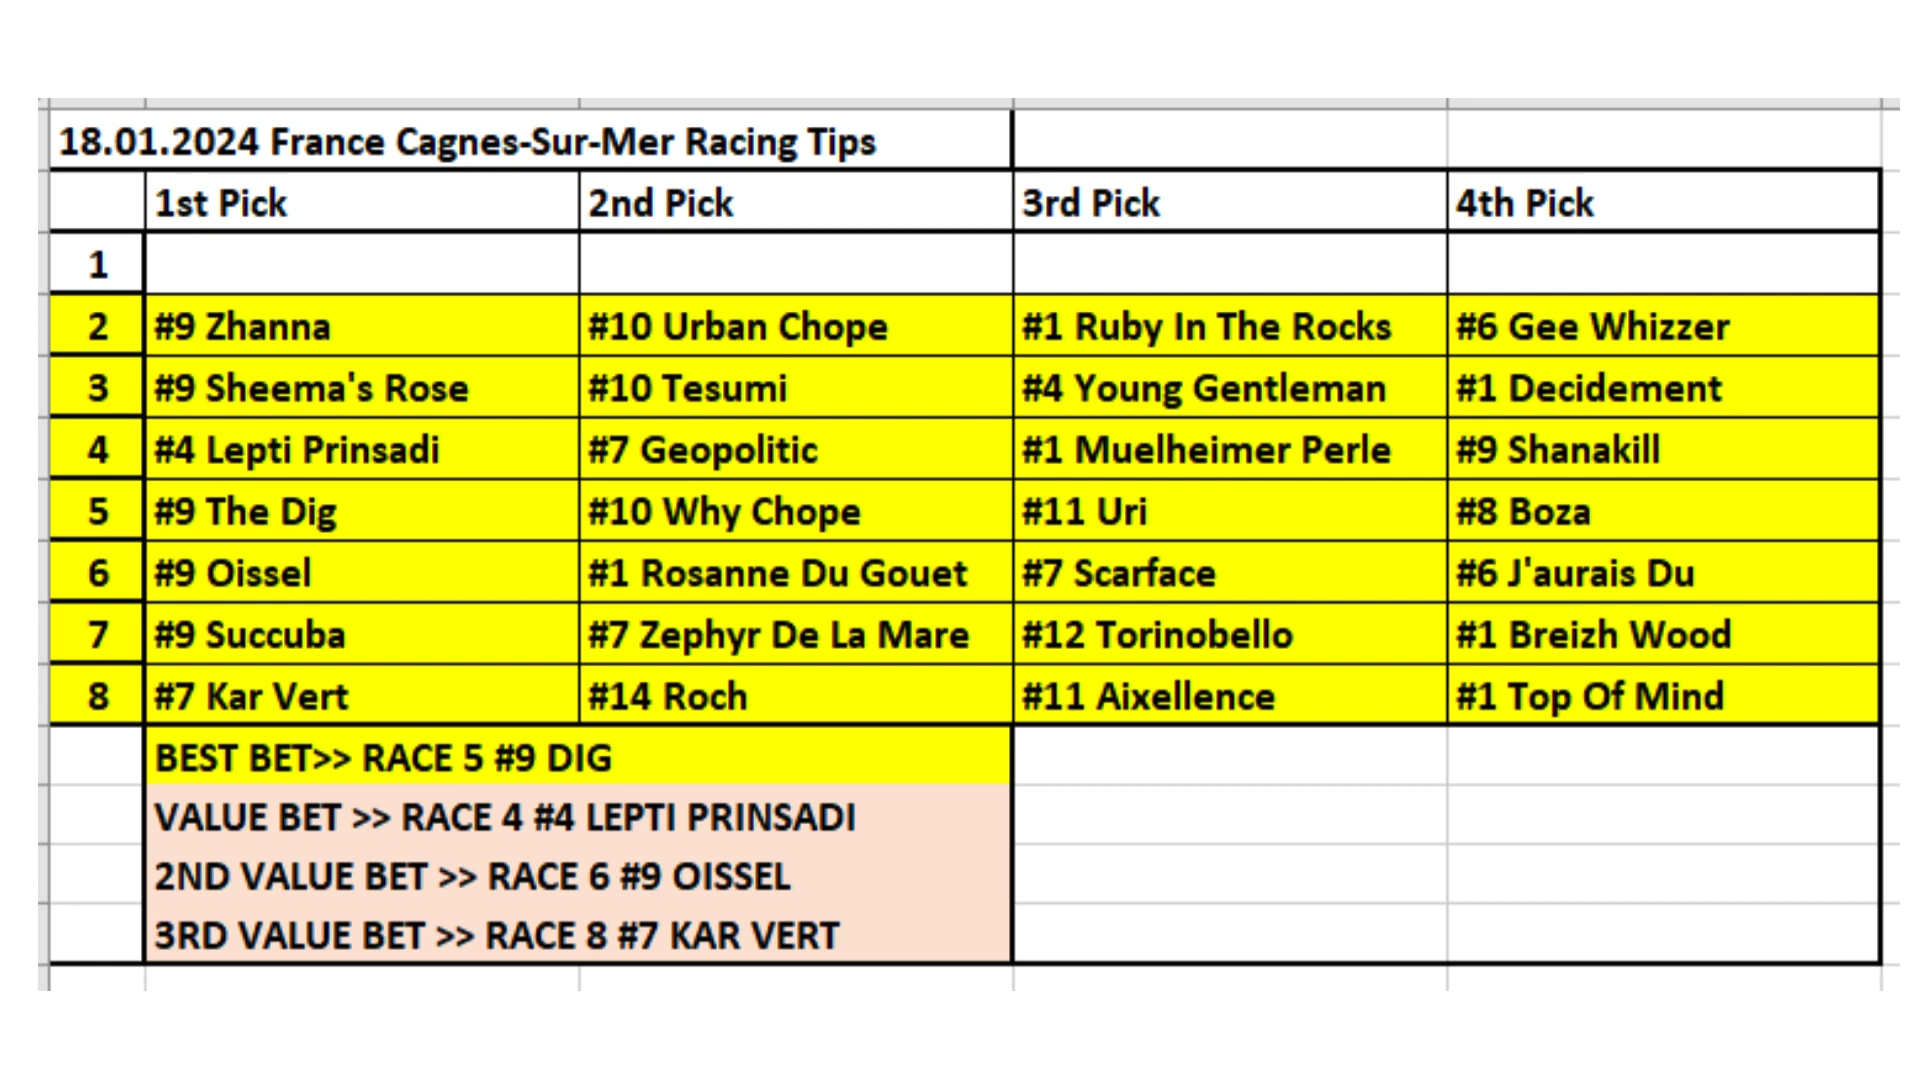 18.01.2024 France Cagnes-Sur-Mer Racing Tips
1st Pick 2nd Pick 3rd Pick 4th Pick
1
2 #9 Zhanna #10 Urban Chope #1 Ruby In The Rocks #6 Gee Whizzer
3 #9 Sheema's Rose #10 Tesumi #4 Young Gentleman #1 Decidement
4 #4 Lepti Prinsadi #7 Geopolitic #1 Muelheimer Perle #9 Shanakill
5 #9 The Dig #10 Why Chope #11 Uri #8 Boza
6 #9 Oissel #1 Rosanne Du Gouet #7 Scarface #6 J'aurais Du
7 #9 Succuba #7 Zephyr De La Mare #12 Torinobello #1 Breizh Wood
8 #7 Kar Vert #14 Roch #11 Aixellence #1 Top Of Mind
BEST BET>> RACE 5 #9 DIG
VALUE BET >> RACE 4 #4 LEPTI PRINSADI
2ND VALUE BET >> RACE 6 #9 OISSEL
3RD VALUE BET >> RACE 8 #7 KAR VERT